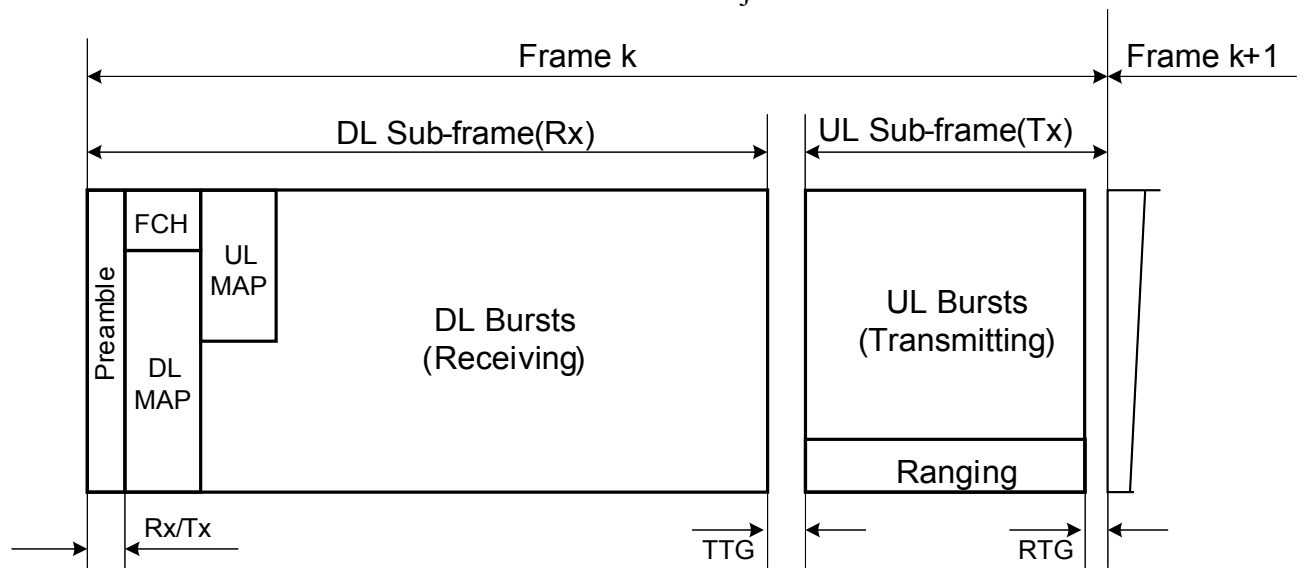 Frame k
Frame k+1
DL Sub-frame(Rx)
UL Sub-frame(Tx)
Preamble
FCH
DL
MAP
UL
MAP
DL Bursts
(Receiving)
UL Bursts
(Transmitting)
Ranging
Rx/Tx
TTG
RTG